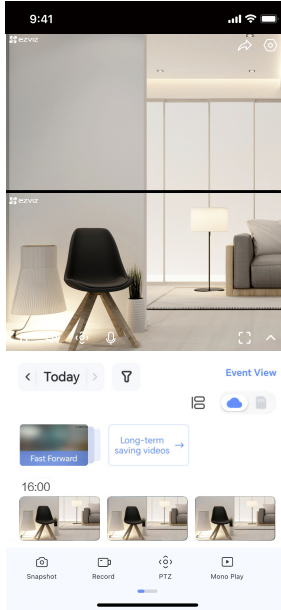 9:41
EZVIZ
EZVIZ
Today
Event View
Fast Forward
Long-term
saving videos
16:00
Snapshot
Record
PTZ
Mono Play